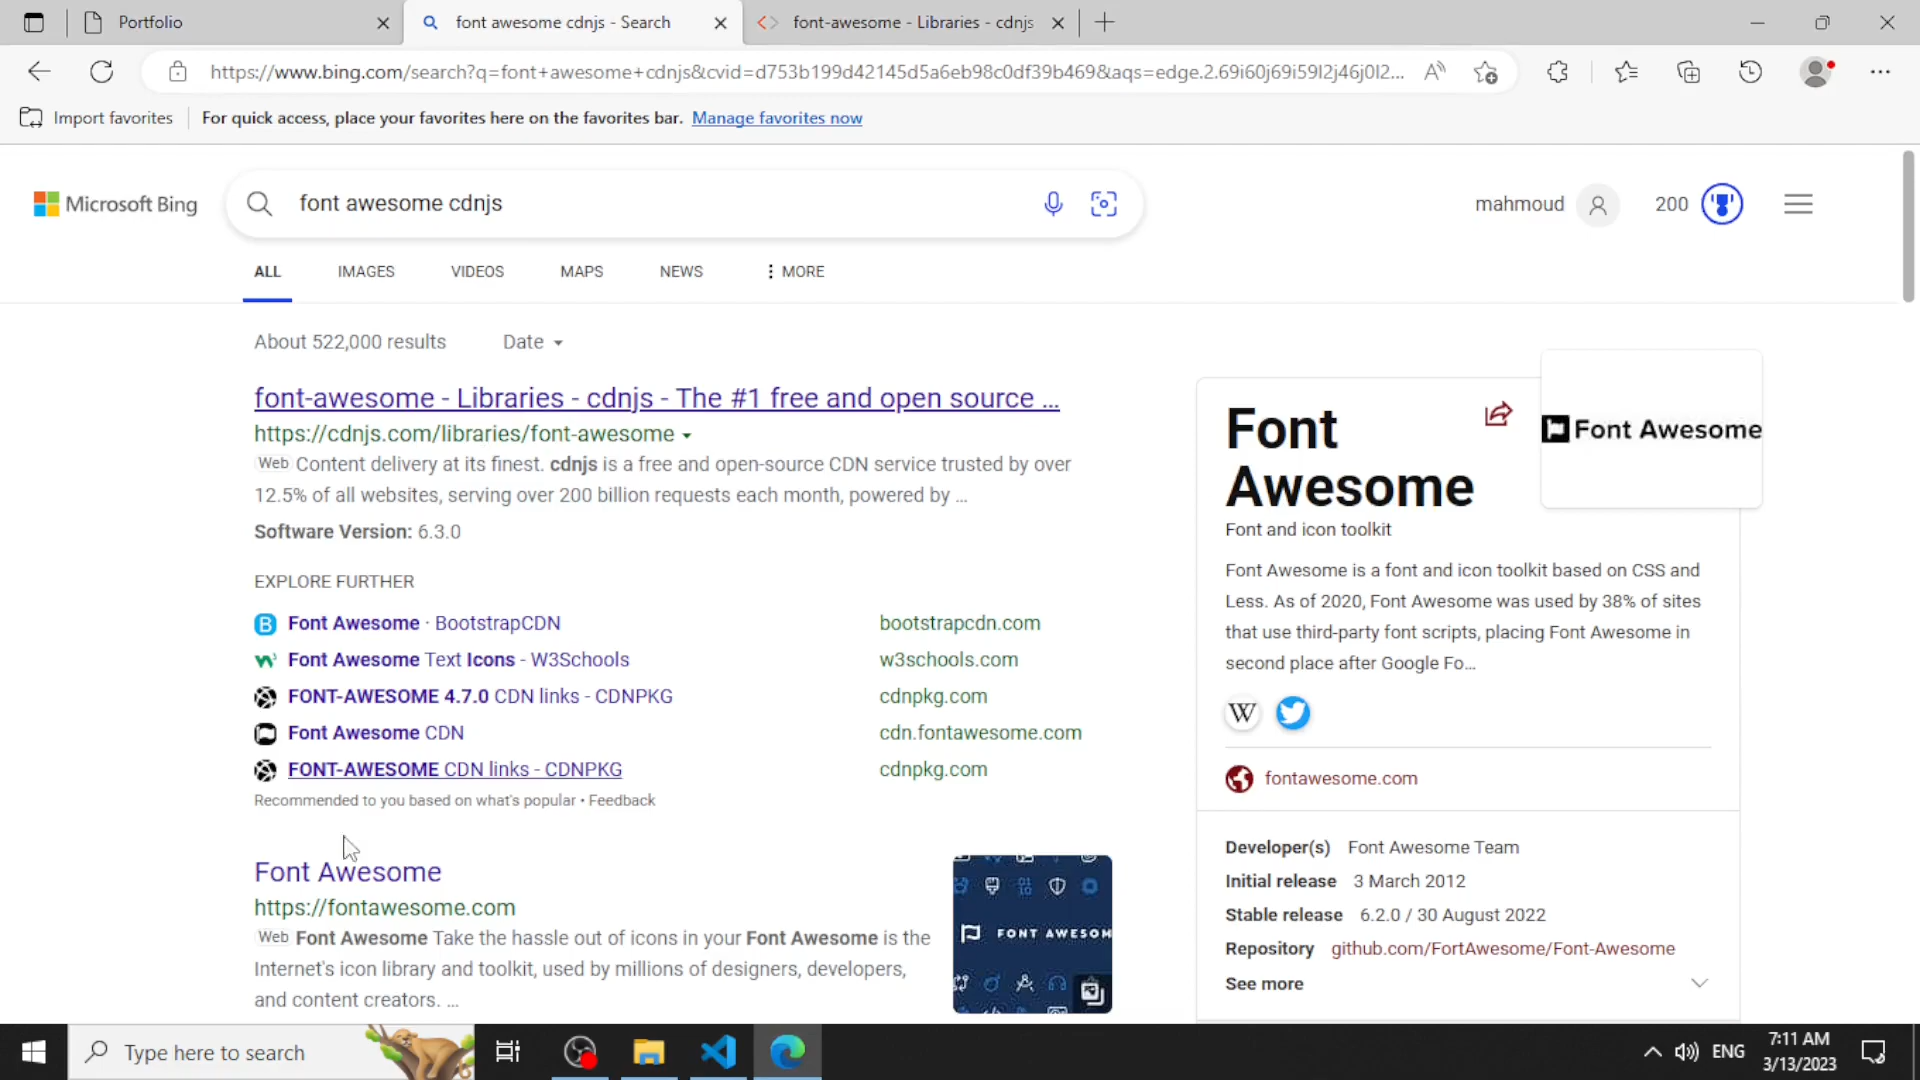 Portfolio
font awesome cdnjs - Search
font-awesome - Libraries - cdnjs
https://www.bing.com/search?q=font+awesome+cdnjs&cvid=d753b199d42145d5a6eb98c0df39b469&aqs=edge.2.69i60j69i59l2j46j0l2...
Import favorites
For quick access, place your favorites here on the favorites bar. Manage favorites now
Microsoft Bing
font awesome cdnjs
mahmoud
200
ALL
IMAGES
VIDEOS
MAPS
NEWS
MORE
About 522,000 results
Date
font-awesome - Libraries - cdnjs - The #1 free and open source ...
https://cdnjs.com/libraries/font-awesome
Web Content delivery at its finest. cdnjs is a free and open-source CDN service trusted by over
12.5% of all websites, serving over 200 billion requests each month, powered by ...
Software Version: 6.3.0
EXPLORE FURTHER
Font Awesome · BootstrapCDN
bootstrapcdn.com
Font Awesome Text Icons - W3Schools
w3schools.com
FONT-AWESOME 4.7.0 CDN links - CDNPKG
cdnpkg.com
Font Awesome CDN
cdn.fontawesome.com
FONT-AWESOME CDN links - CDNPKG
cdnpkg.com
Recommended to you based on what's popular • Feedback
Font Awesome
https://fontawesome.com
Web Font Awesome Take the hassle out of icons in your Font Awesome is the
Internet's icon library and toolkit, used by millions of designers, developers,
and content creators. ...
FONT AWESOM
Font
Awesome
Font Awesome
Font and icon toolkit
Font Awesome is a font and icon toolkit based on CSS and
Less. As of 2020, Font Awesome was used by 38% of sites
that use third-party font scripts, placing Font Awesome in
second place after Google Fo...
W
fontawesome.com
Developer(s) Font Awesome Team
Initial release 3 March 2012
Stable release 6.2.0 / 30 August 2022
Repository github.com/FortAwesome/Font-Awesome
See more
Type here to search
ENG
7:11 AM
3/13/2023